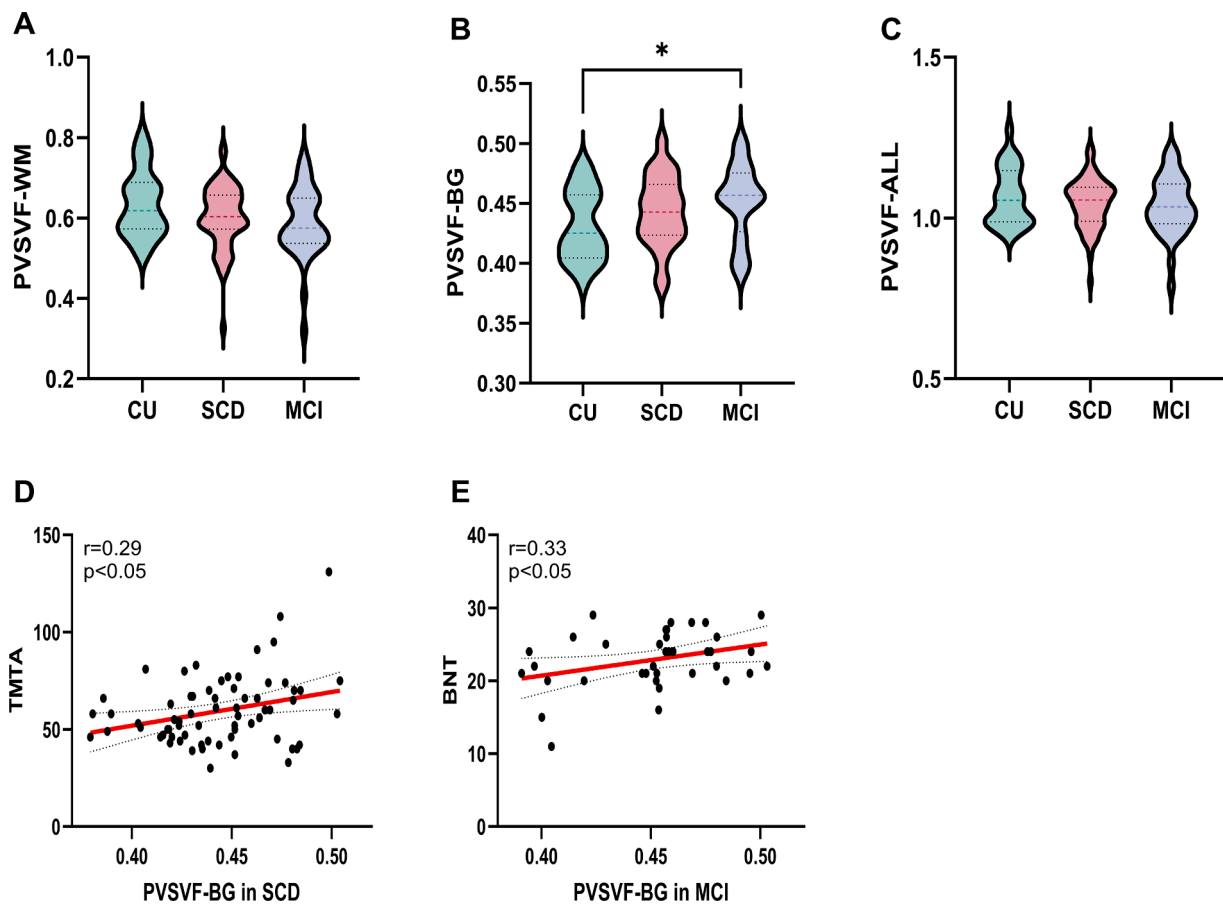 A
PVSVF-WM
1.0
0.8
0.6
0.4
0.2
CU SCD MCI
B
*
PVSVF-BG
0.55
0.50
0.45
0.40
0.35
0.30
CU SCD MCI
C
PVSVF-ALL
1.5
1.0
0.5
CU SCD MCI
D
r=0.29
p<0.05
TMTA
150
100
50
0
0.40 0.45 0.50
PVSVF-BG in SCD
E
r=0.33
p<0.05
BNT
40
30
20
10
0
0.40 0.45 0.50
PVSVF-BG in MCI